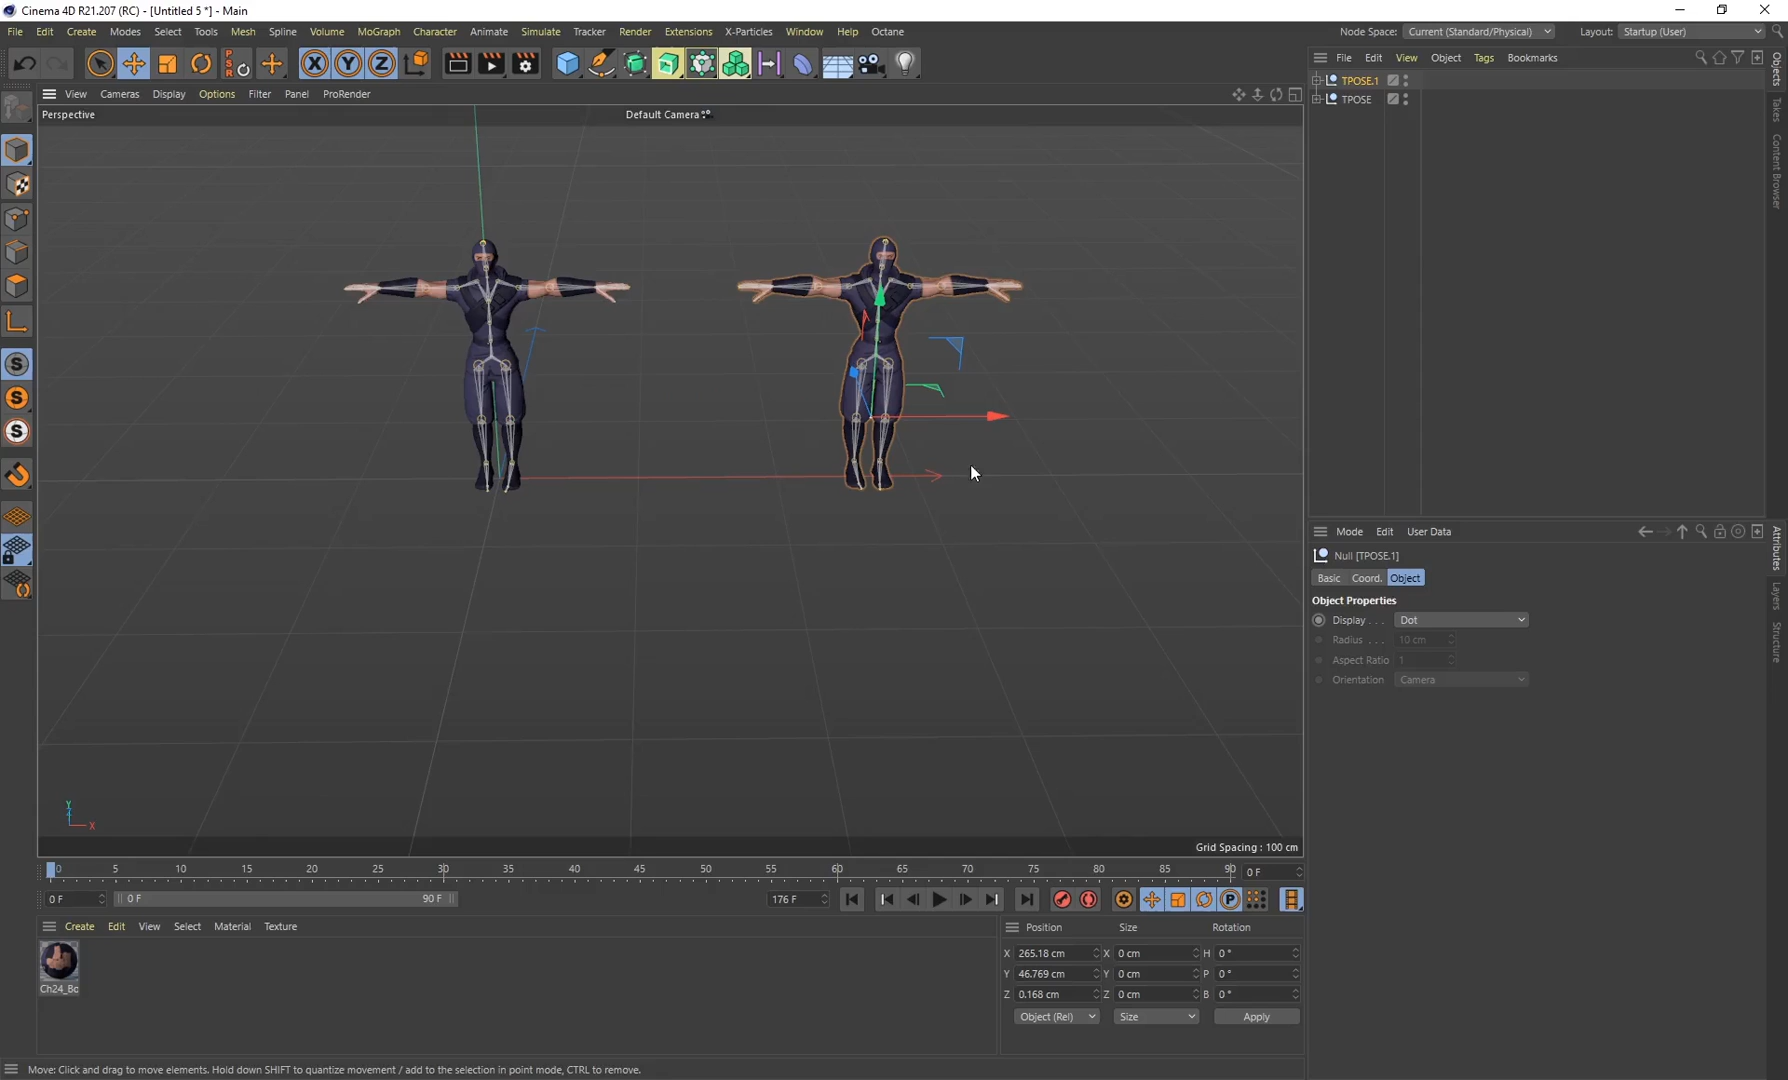 Cinema 4D R21.207 (RC) - [Untitled 5 *] - Main
File Edit Create Modes Select Tools Mesh Spline Volume MoGraph Character Animate Simulate Tracker Render Extensions X-Particles Window Help Octane
Node Space: Current (Standard/Physical) Layout: Startup (User)
File Edit View Object Tags Bookmarks
TPOSE.1
TPOSE
Objects
Takes
Content Browser
View Cameras Display Options Filter Panel ProRender
Perspective
Default Camera
X Y Z
P S R
Y
Z
X
Grid Spacing : 100 cm
Mode Edit User Data
Null [TPOSE.1]
Basic Coord. Object
Object Properties
Display . . . Dot
Radius . . . 10 cm
Aspect Ratio 1
Orientation Camera
Attributes
Layers
Structure
0 5 10 15 20 25 30 35 40 45 50 55 60 65 70 75 80 85 90 0 F
0 F 0 F 90 F 176 F
Create Edit View Select Material Texture
Ch24_Bo
Position Size Rotation
X 265.18 cm X 0 cm H 0 °
Y 46.769 cm Y 0 cm P 0 °
Z 0.168 cm Z 0 cm B 0 °
Object (Rel) Size Apply
Move: Click and drag to move elements. Hold down SHIFT to quantize movement / add to the selection in point mode, CTRL to remove.